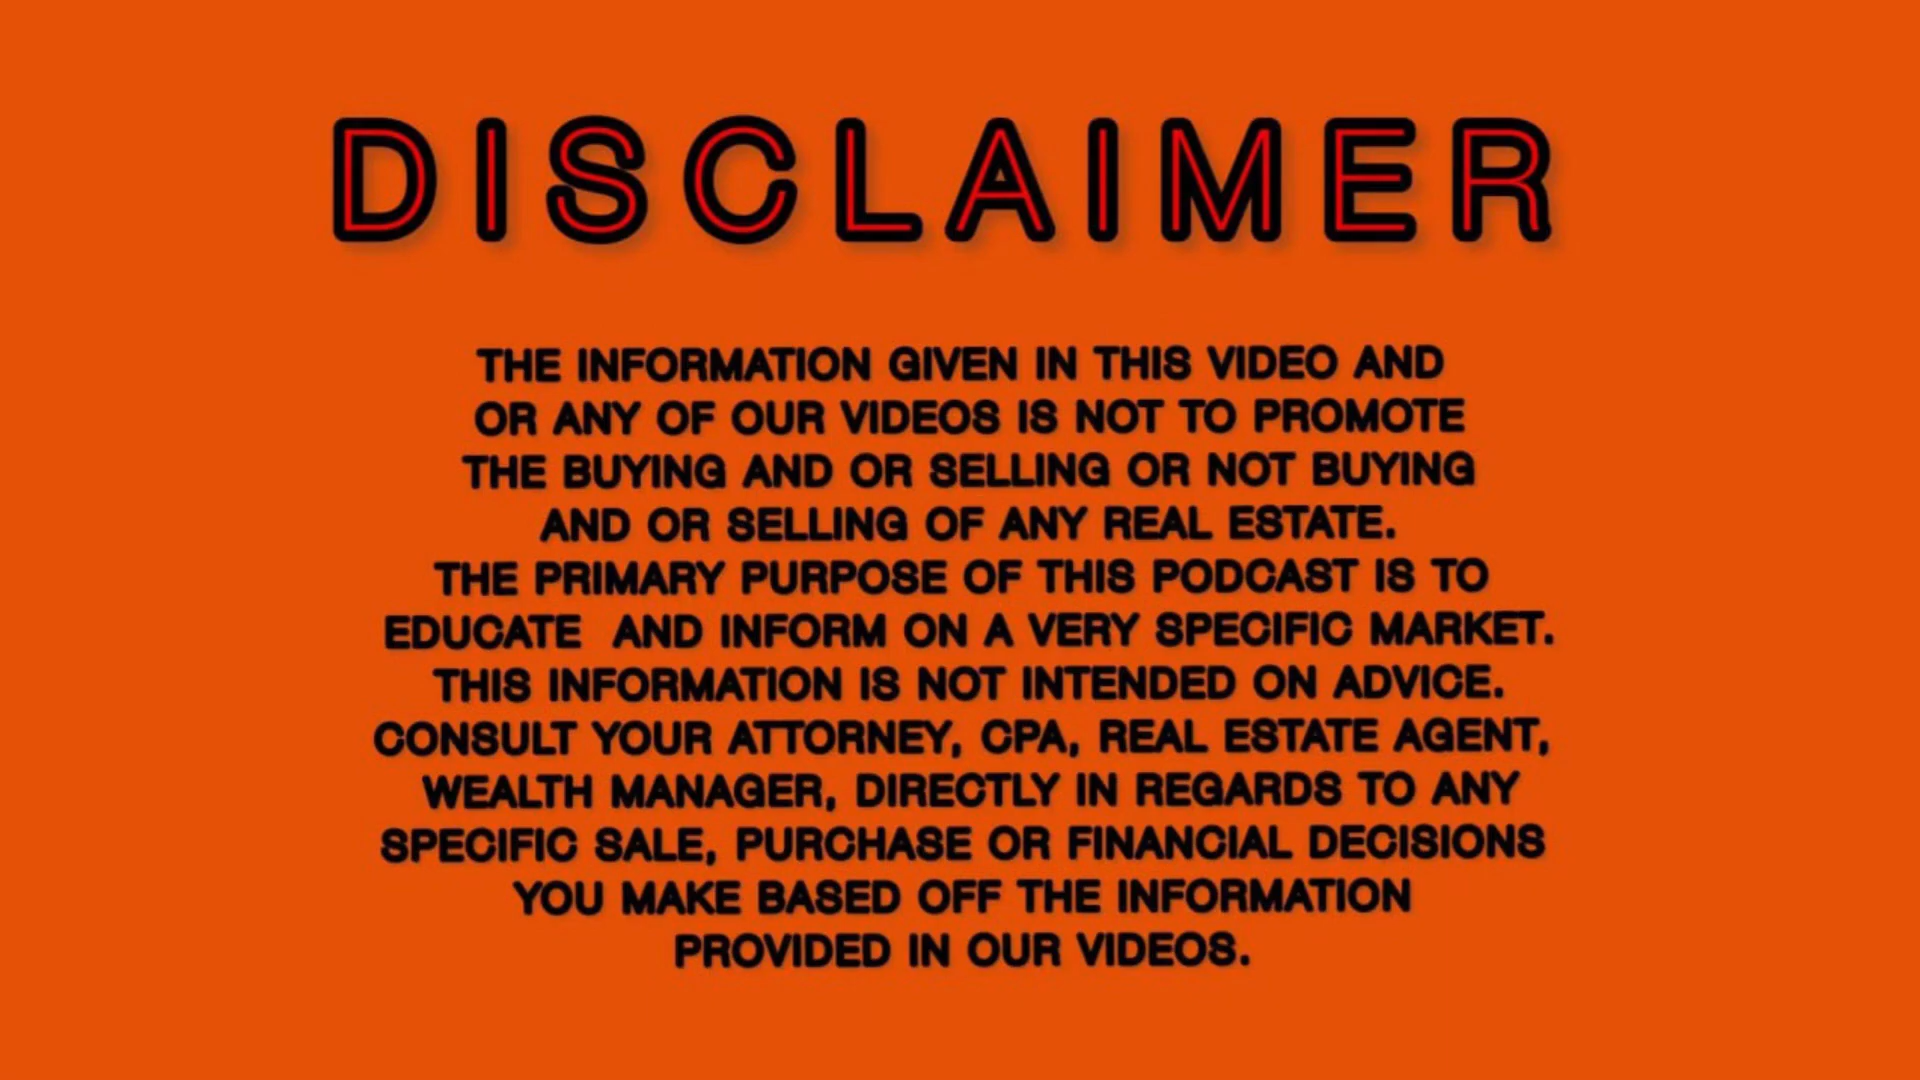 DISCLAIMER
THE INFORMATION GIVEN IN THIS VIDEO AND
OR ANY OF OUR VIDEOS IS NOT TO PROMOTE
THE BUYING AND OR SELLING OR NOT BUYING
AND OR SELLING OF ANY REAL ESTATE.
THE PRIMARY PURPOSE OF THIS PODCAST IS TO
EDUCATE AND INFORM ON A VERY SPECIFIC MARKET.
THIS INFORMATION IS NOT INTENDED ON ADVICE.
CONSULT YOUR ATTORNEY, CPA, REAL ESTATE AGENT,
WEALTH MANAGER, DIRECTLY IN REGARDS TO ANY
SPECIFIC SALE, PURCHASE OR FINANCIAL DECISIONS
YOU MAKE BASED OFF THE INFORMATION
PROVIDED IN OUR VIDEOS.